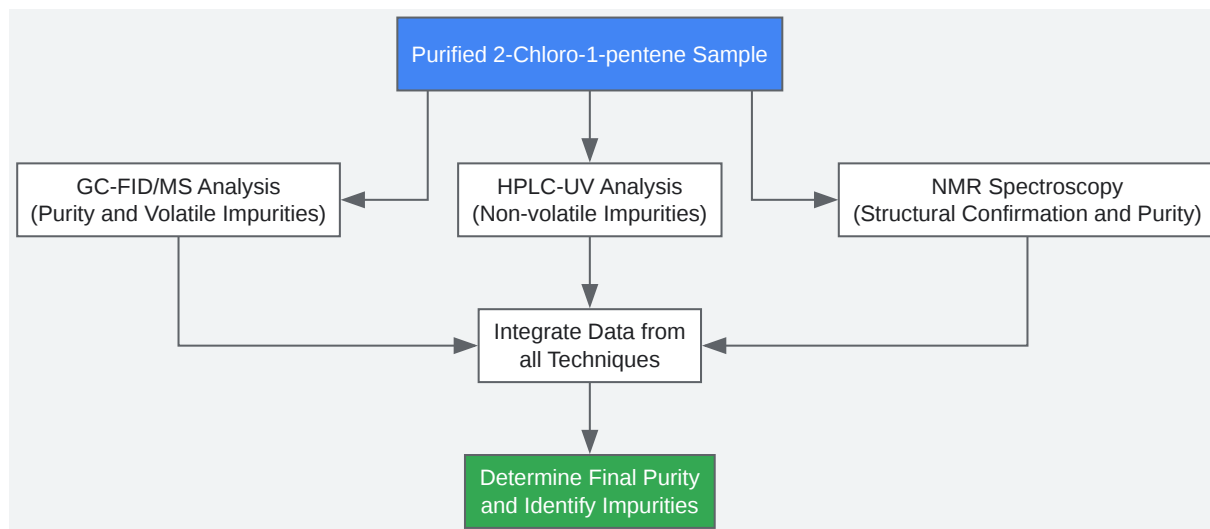 Purified 2-Chloro-1-pentene Sample
GC-FID/MS Analysis
(Purity and Volatile Impurities)
HPLC-UV Analysis
(Non-volatile Impurities)
NMR Spectroscopy
(Structural Confirmation and Purity)
Integrate Data from
all Techniques
Determine Final Purity
and Identify Impurities